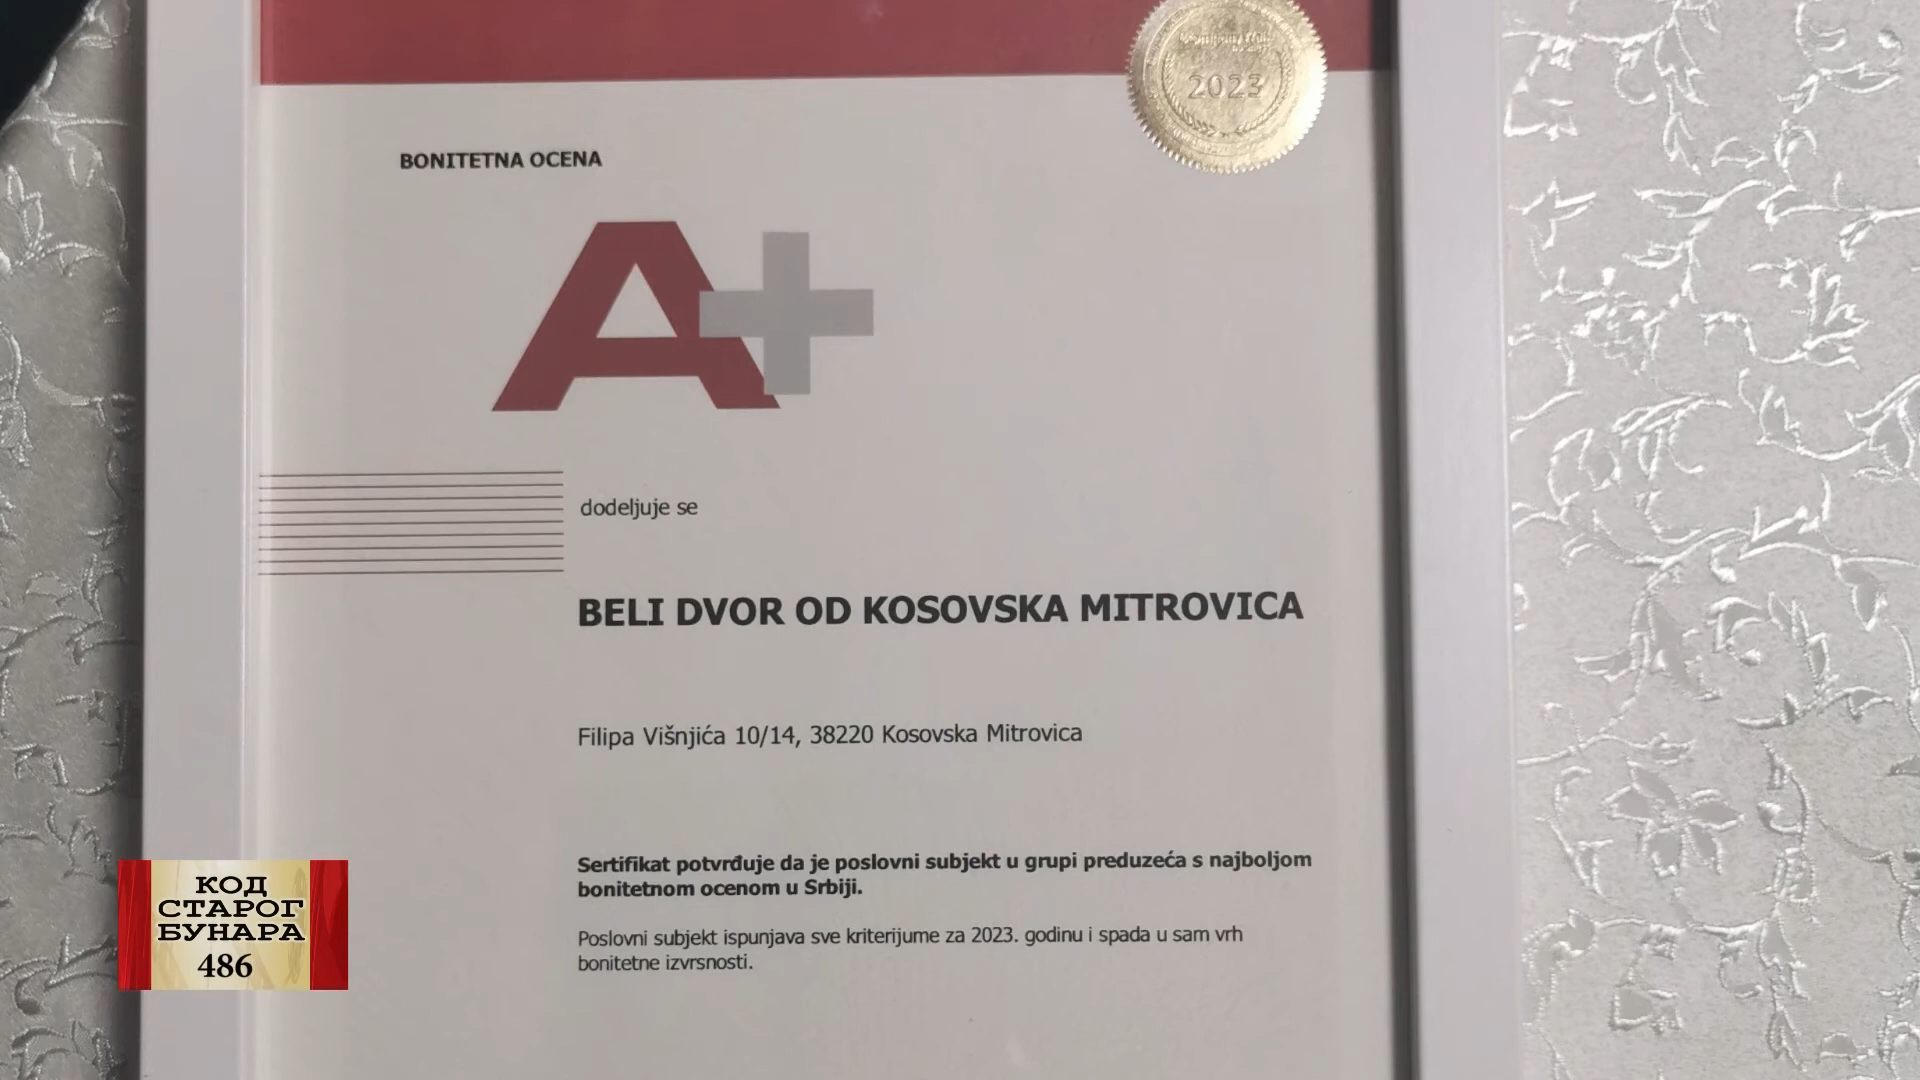 2023
BONITETNA OCENA
A+
dodeljuje se
BELI DVOR OD KOSOVSKA MITROVICA
Filipa Višnjića 10/14, 38220 Kosovska Mitrovica
Sertifikat potvrđuje da je poslovni subjekt u grupi preduzeća s najboljom
bonitetnom ocenom u Srbiji.
Poslovni subjekt ispunjava sve kriterijume za 2023. godinu i spada u sam vrh
bonitetne izvrsnosti.
КОД
СТАРОГ
БУНАРА
486